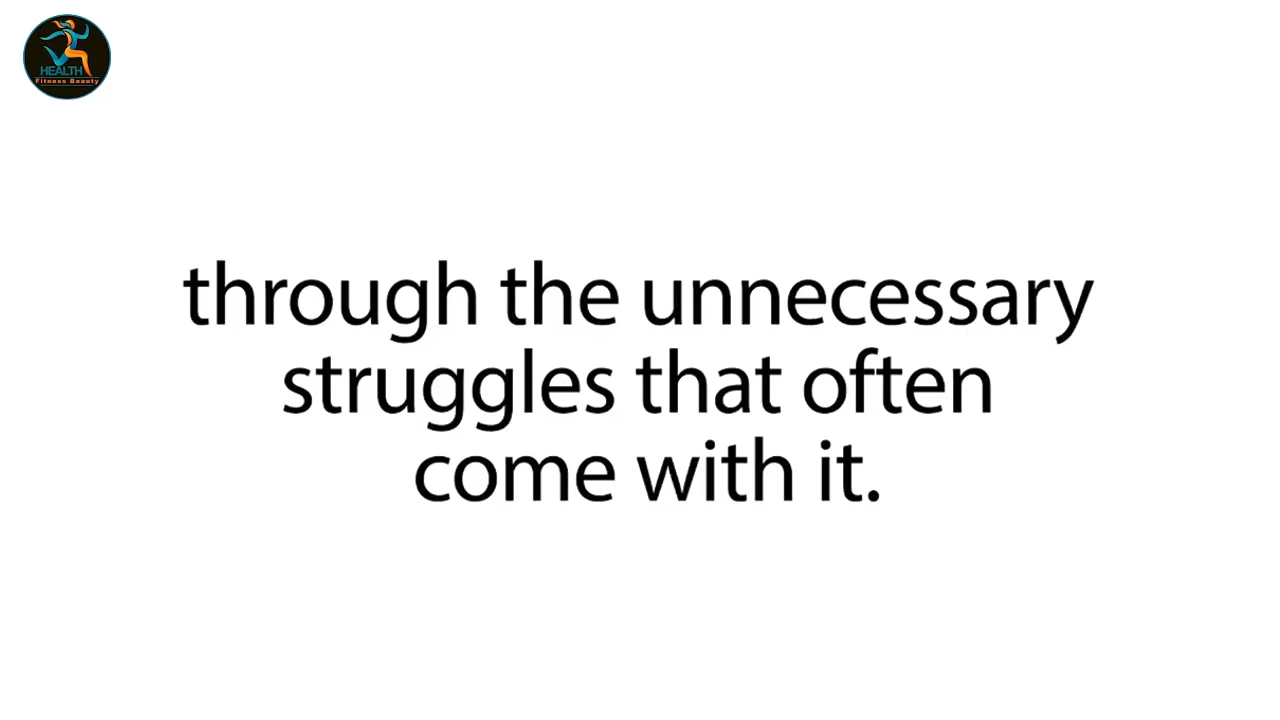 HEALTH
Fitness Beauty
through the unnecessary
struggles that often
come with it.